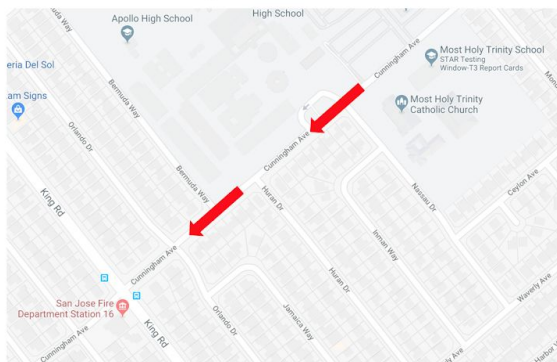 Apollo High School
High School
Cunningham Ave
Most Holy Trinity School
STAR Testing
Window-T3 Report Cards
eria Del Sol
am Signs
Bermuda Way
Orlando Dr
Most Holy Trinity
Catholic Church
Cunningham Ave
Bermuda Way
King Rd
Huran Dr
Nassau Dr
Ceylon Ave
Inman Way
Cunningham Ave
Huran Dr
Waverly Ave
San Jose Fire
Department Station 16
King Rd
Orlando Dr
Jamaica Way
Cunningham Ave
ly Ave
Harbor